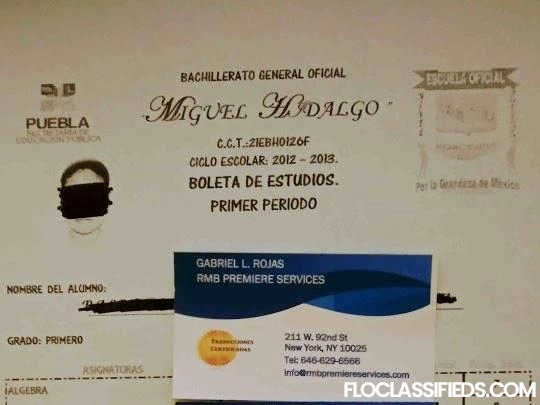 BACHILLERATO GENERAL OFICIAL
"MIGUEL HIDALGO"
C.C.T.:21EBH0126F
CICLO ESCOLAR: 2012 - 2013.
BOLETA DE ESTUDIOS.
PRIMER PERIODO
PUEBLA
SECRETARÍA DE
EDUCACIÓN PÚBLICA
ESCUELA OFICIAL
MIGUEL HIDALGO
Por la Grandeza de México
NOMBRE DEL ALUMNO:
GRADO: PRIMERO
ASIGNATURAS
ALGEBRA
GABRIEL L. ROJAS
RMB PREMIERE SERVICES
TRADUCCIONES
CERTIFICADAS
211 W. 92nd St
New York, NY 10025
Tel: 646-629-6566
info@rmbpremiereservices.com
FLOCLASSIFIEDS.COM